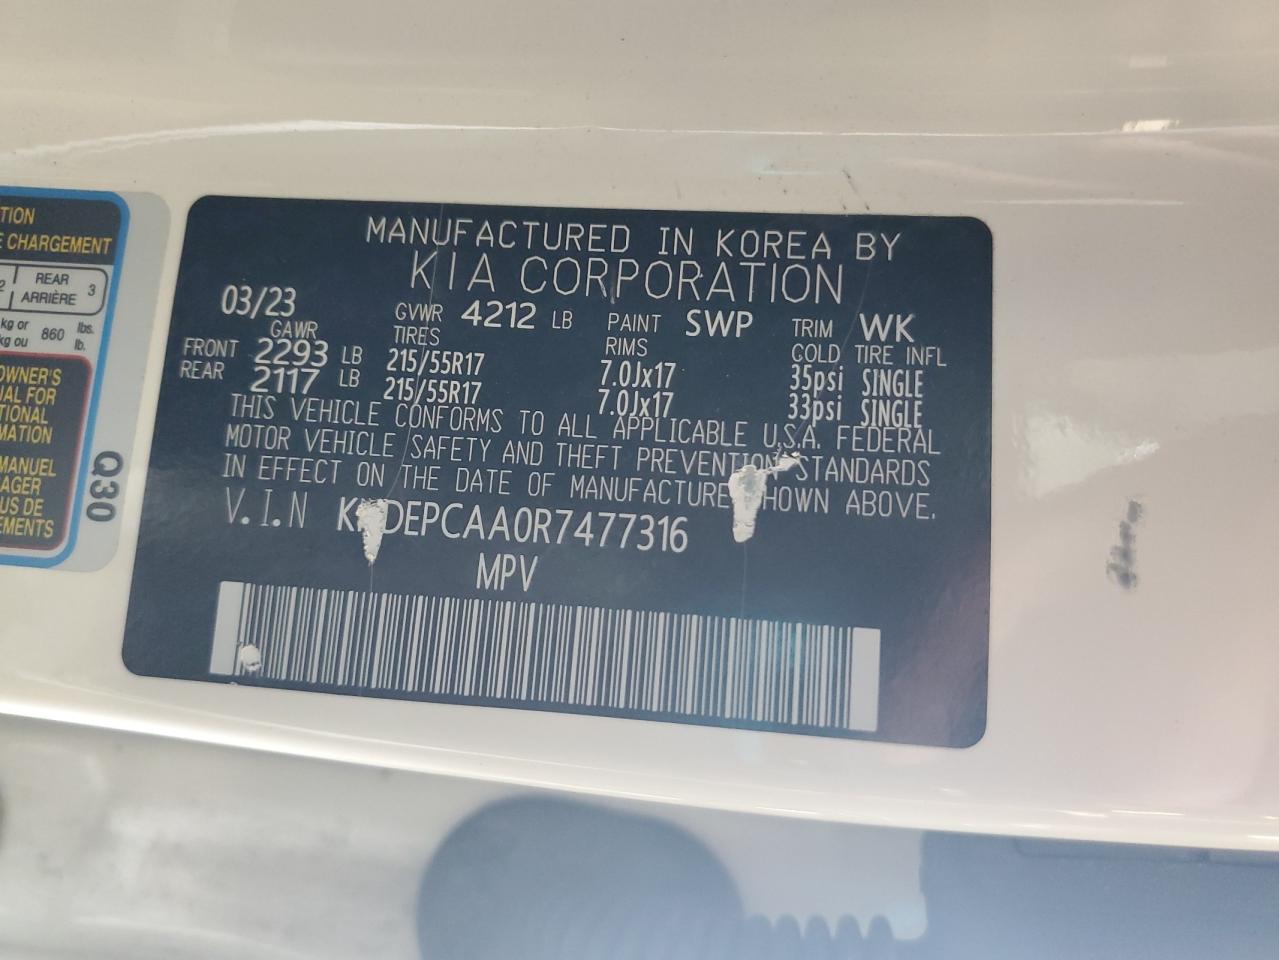 TION
E CHARGEMENT
2 REAR 3
ARRIÈRE
kg or 860 lbs.
kg ou lb.
OWNER'S
AL FOR
TIONAL
MATION
MANUEL
AGER
US DE
EMENTS
Q30
MANUFACTURED IN KOREA BY
KIA CORPORATION
03/23 GVWR 4212 LB PAINT SWP TRIM WK
GAWR TIRES RIMS COLD TIRE INFL
FRONT 2293 LB 215/55R17 7.0Jx17 35psi SINGLE
REAR 2117 LB 215/55R17 7.0Jx17 33psi SINGLE
THIS VEHICLE CONFORMS TO ALL APPLICABLE U.S.A. FEDERAL
MOTOR VEHICLE SAFETY AND THEFT PREVENTION STANDARDS
IN EFFECT ON THE DATE OF MANUFACTURE HOWN ABOVE.
V.I.N K DEPCAA0R7477316
MPV